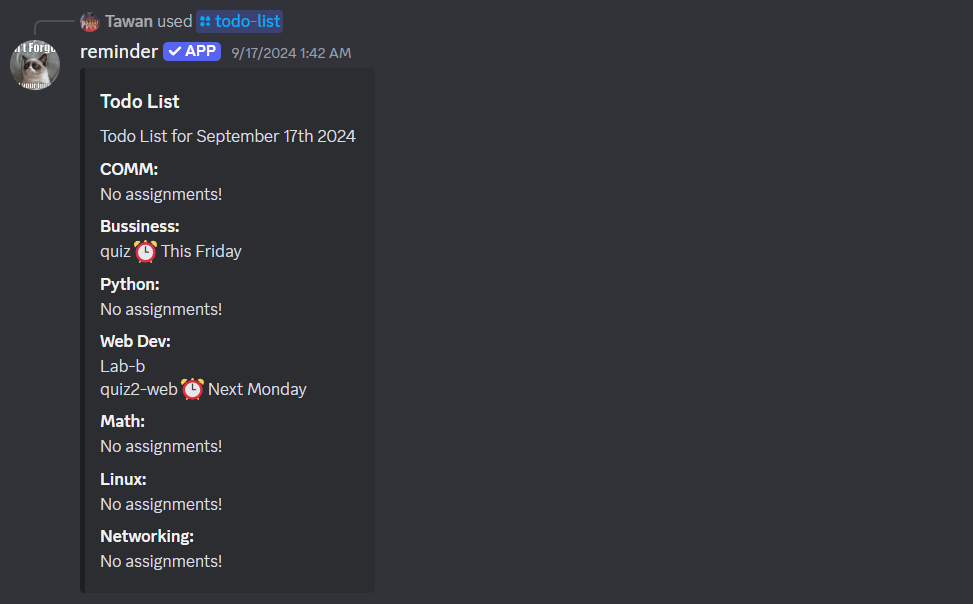 Tawan used todo-list
n't Forge
reminder ✓ APP 9/17/2024 1:42 AM
Todo List
Todo List for September 17th 2024
COMM:
No assignments!
Bussiness:
quiz ⏰ This Friday
Python:
No assignments!
Web Dev:
Lab-b
quiz2-web ⏰ Next Monday
Math:
No assignments!
Linux:
No assignments!
Networking:
No assignments!